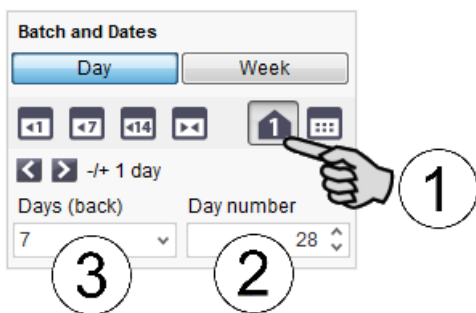 Batch and Dates
Day Week
1 7 14 1
-/+ 1 day
1
Days (back) Day number
7 28
3 2